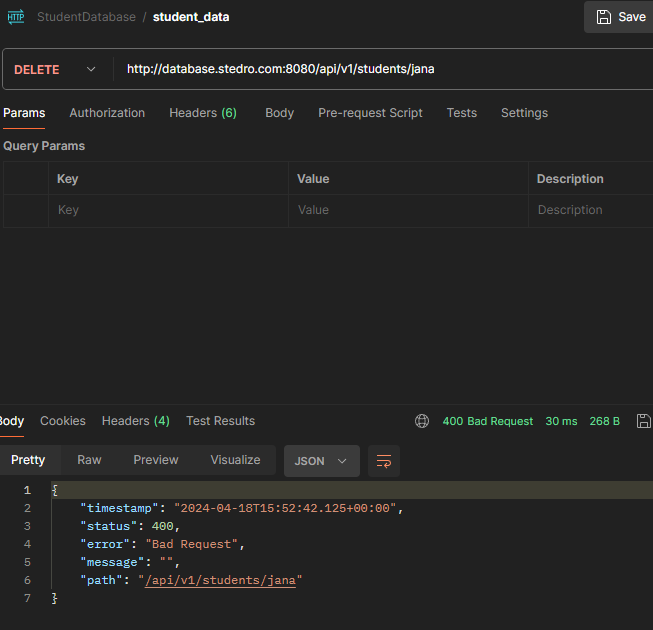 HTTP StudentDatabase / student_data Save
DELETE http://database.stedro.com:8080/api/v1/students/jana
Params Authorization Headers (6) Body Pre-request Script Tests Settings
Query Params
Key Value Description
Key Value Description
Body Cookies Headers (4) Test Results 400 Bad Request 30 ms 268 B
Pretty Raw Preview Visualize JSON
1 {
2 "timestamp": "2024-04-18T15:52:42.125+00:00",
3 "status": 400,
4 "error": "Bad Request",
5 "message": "",
6 "path": "/api/v1/students/jana"
7 }